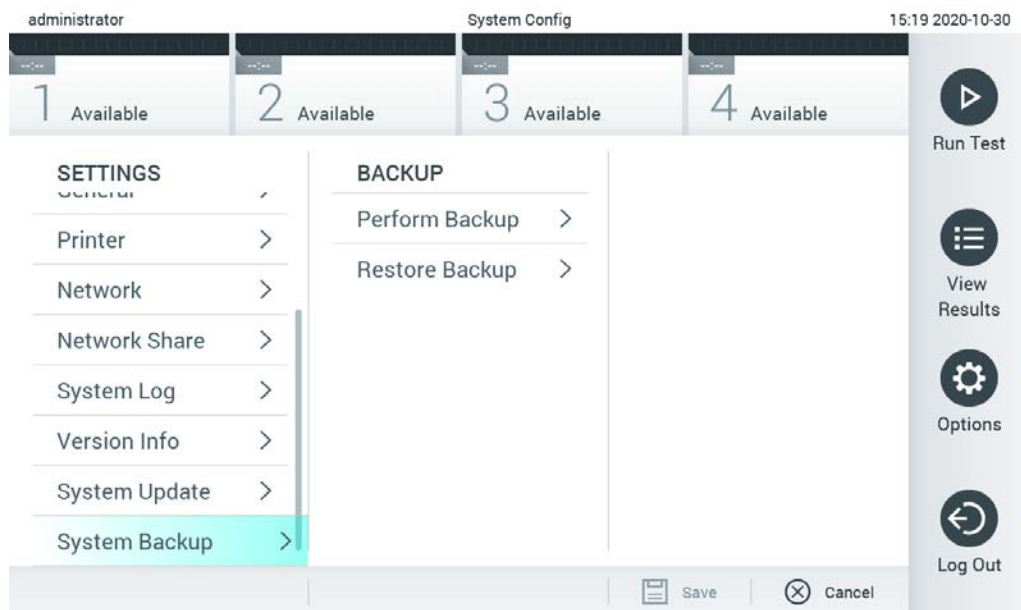 administrator
System Config
15:19 2020-10-30
--:--
--:--
--:--
--:--
1 Available
2 Available
3 Available
4 Available
SETTINGS
General
Printer
Network
Network Share
System Log
Version Info
System Update
System Backup
BACKUP
Perform Backup
Restore Backup
Run Test
View
Results
Options
Log Out
Save
Cancel